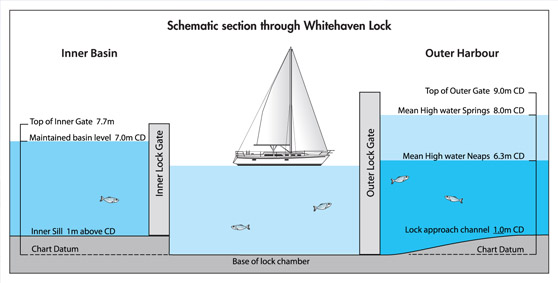 Schematic section through Whitehaven Lock
Inner Basin
Outer Harbour
Top of Inner Gate 7.7m
Maintained basin level 7.0m CD
Inner Sill 1m above CD
Chart Datum
Inner Lock Gate
Base of lock chamber
Outer Lock Gate
Top of Outer Gate 9.0m CD
Mean High water Springs 8.0m CD
Mean High water Neaps 6.3m CD
Lock approach channel 1.0m CD
Chart Datum